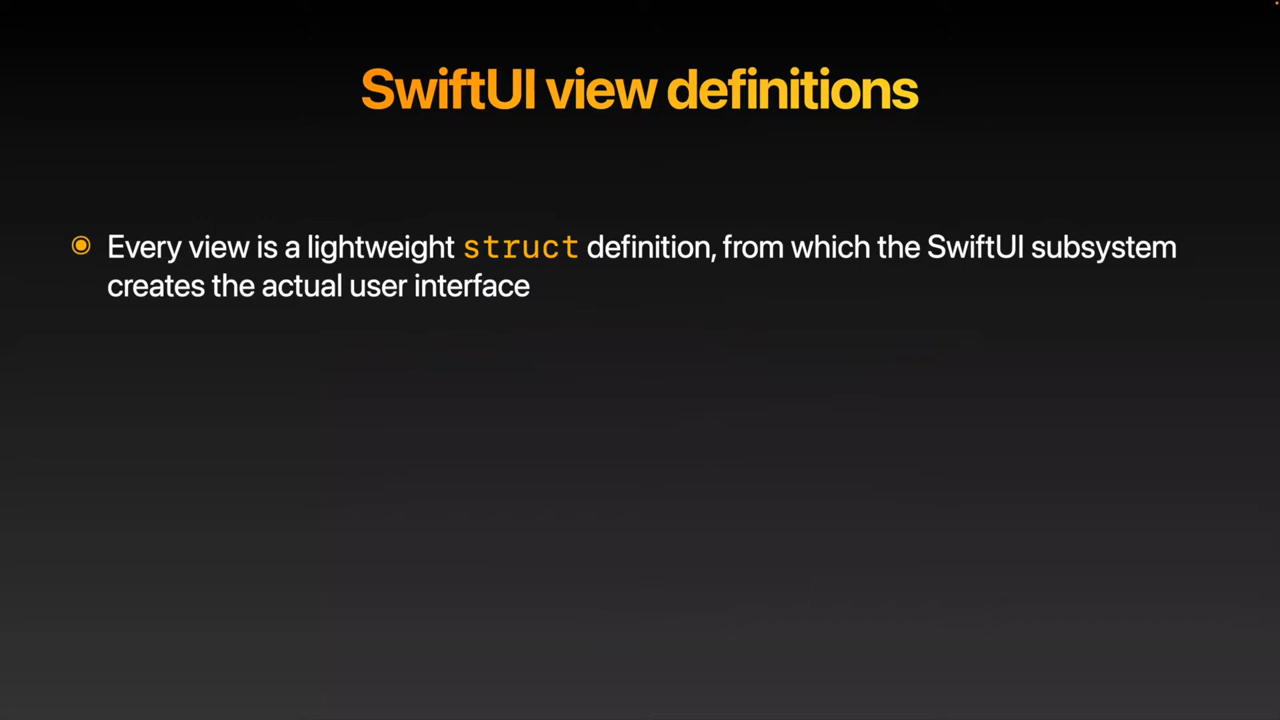 SwiftUI view definitions
Every view is a lightweight struct definition, from which the SwiftUI subsystem
creates the actual user interface